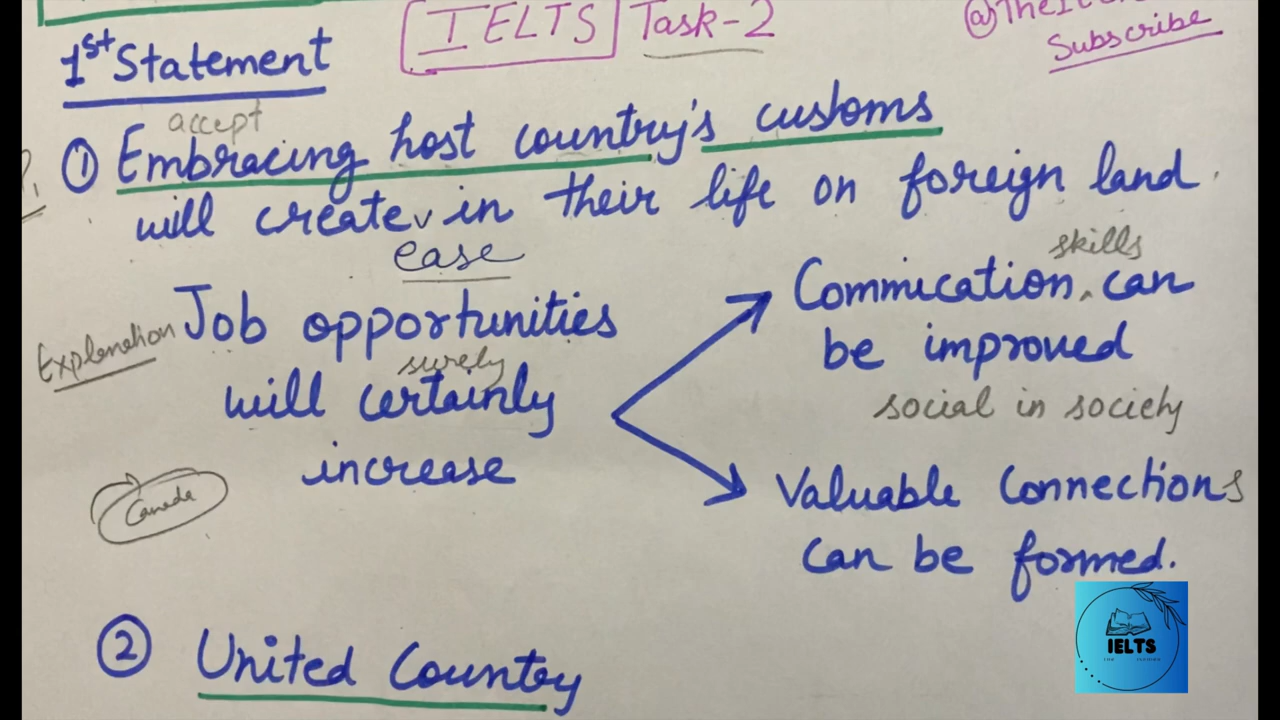 IELTS Task-2
Subscribe
1st Statement
accept
① Embracing host country's customs
will create in their life on foreign land.
ease
Explenation
Job opportunities
surely
will certainly
increase
skills
Commication can
be improved
social in society
Valuable Connections
can be formed.
Canada
② United Country
IELTS